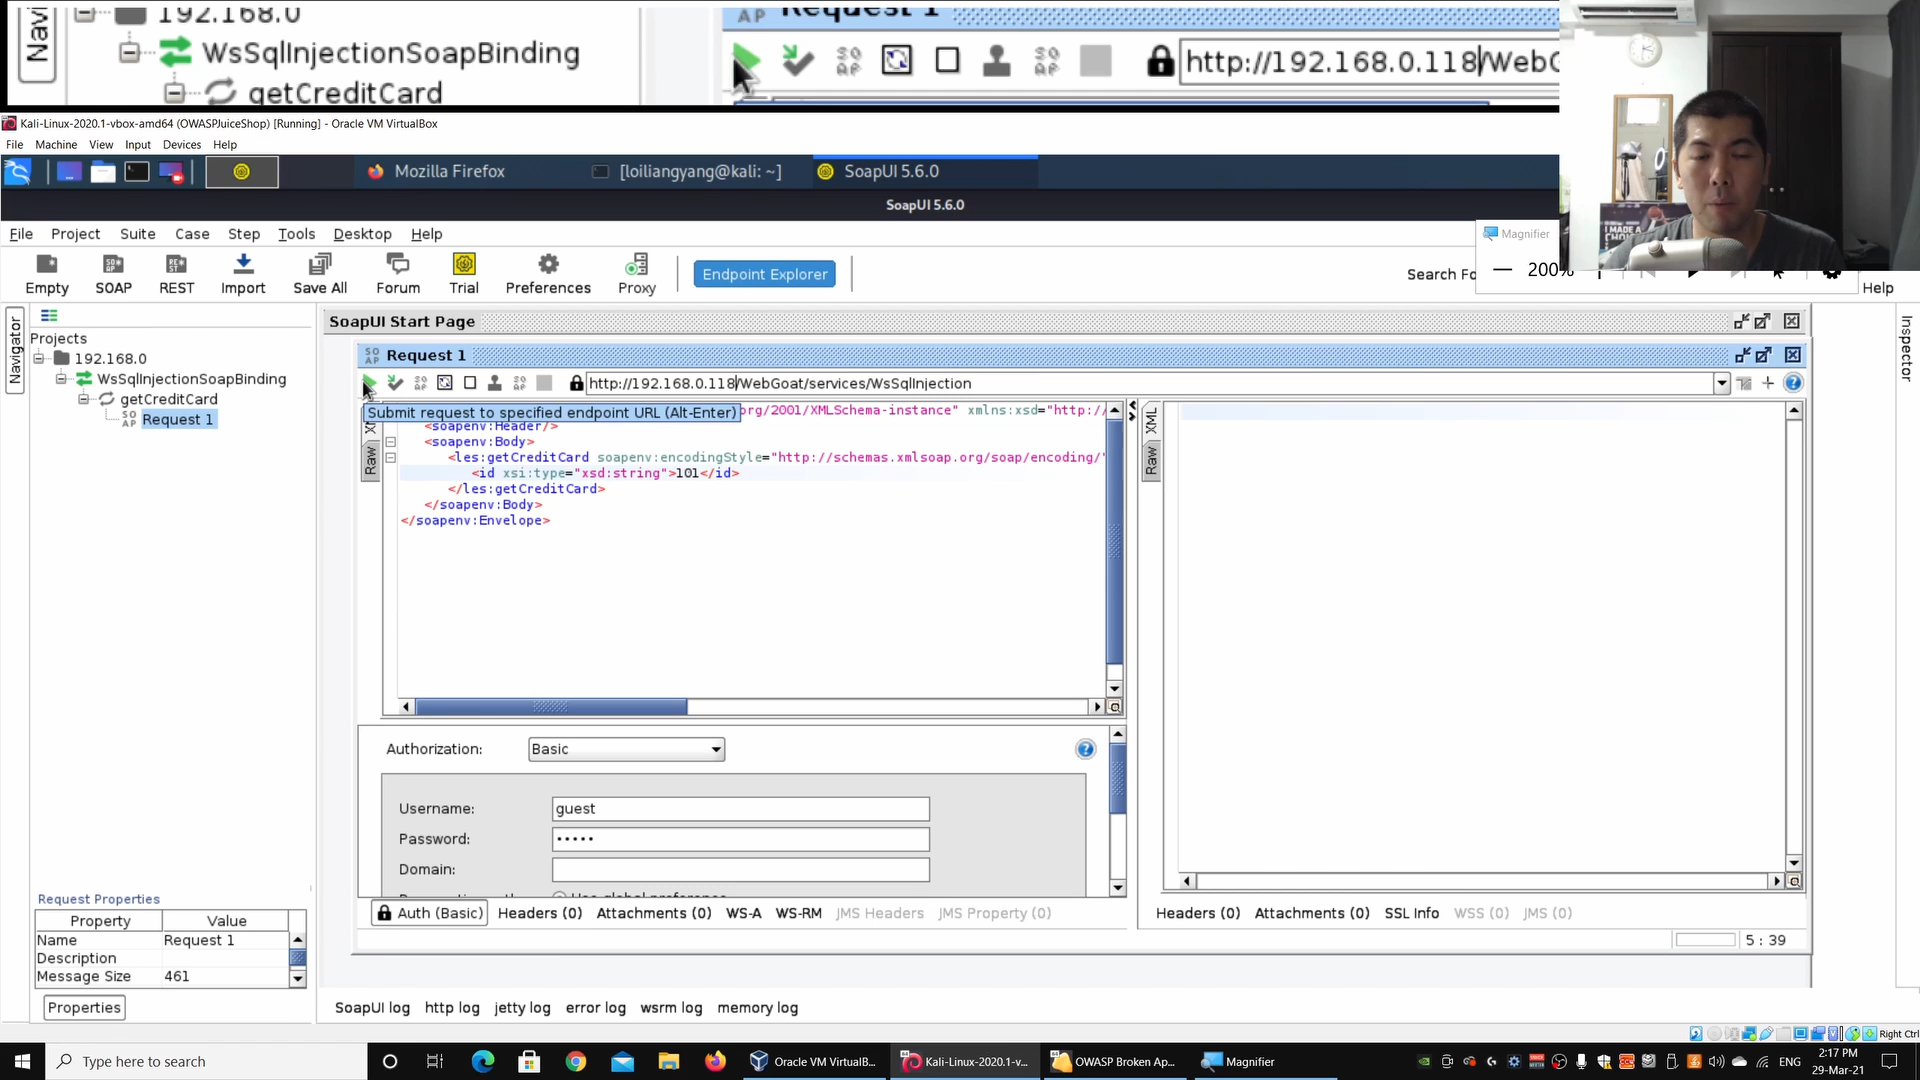 Navi
192.168.0
WsSqlInjectionSoapBinding
getCreditCard
AP
Request 1
SO
AP
SO
AP
http://192.168.0.118/WebG
Kali-Linux-2020.1-vbox-amd64 (OWASPJuiceShop) [Running] - Oracle VM VirtualBox
File Machine View Input Devices Help
Mozilla Firefox
[loiliangyang@kali: ~]
SoapUI 5.6.0
SoapUI 5.6.0
File Project Suite Case Step Tools Desktop Help
Magnifier
200%
Empty SOAP REST Import Save All Forum Trial Preferences Proxy
Endpoint Explorer
Search Fo
Help
Navigator
Projects
192.168.0
WsSqlInjectionSoapBinding
getCreditCard
Request 1
SoapUI Start Page
Request 1
http://192.168.0.118/WebGoat/services/WsSqlInjection
Submit request to specified endpoint URL (Alt-Enter)
org/2001/XMLSchema-instance" xmlns:xsd="http:/
<soapenv:Header/>
<soapenv:Body>
<les:getCreditCard soapenv:encodingStyle="http://schemas.xmlsoap.org/soap/encoding/"
<id xsi:type="xsd:string">101</id>
</les:getCreditCard>
</soapenv:Body>
</soapenv:Envelope>
Raw
XML
Raw
Inspector
Authorization: Basic
Username: guest
Password: •••••
Domain:
Auth (Basic) Headers (0) Attachments (0) WS-A WS-RM JMS Headers JMS Property (0)
Headers (0) Attachments (0) SSL Info WSS (0) JMS (0)
5 : 39
Request Properties
Property Value
Name Request 1
Description
Message Size 461
Properties
SoapUI log http log jetty log error log wsrm log memory log
Right Ctrl
Type here to search
Oracle VM VirtualB...
Kali-Linux-2020.1-v...
OWASP Broken Ap...
Magnifier
ENG
2:17 PM
29-Mar-21